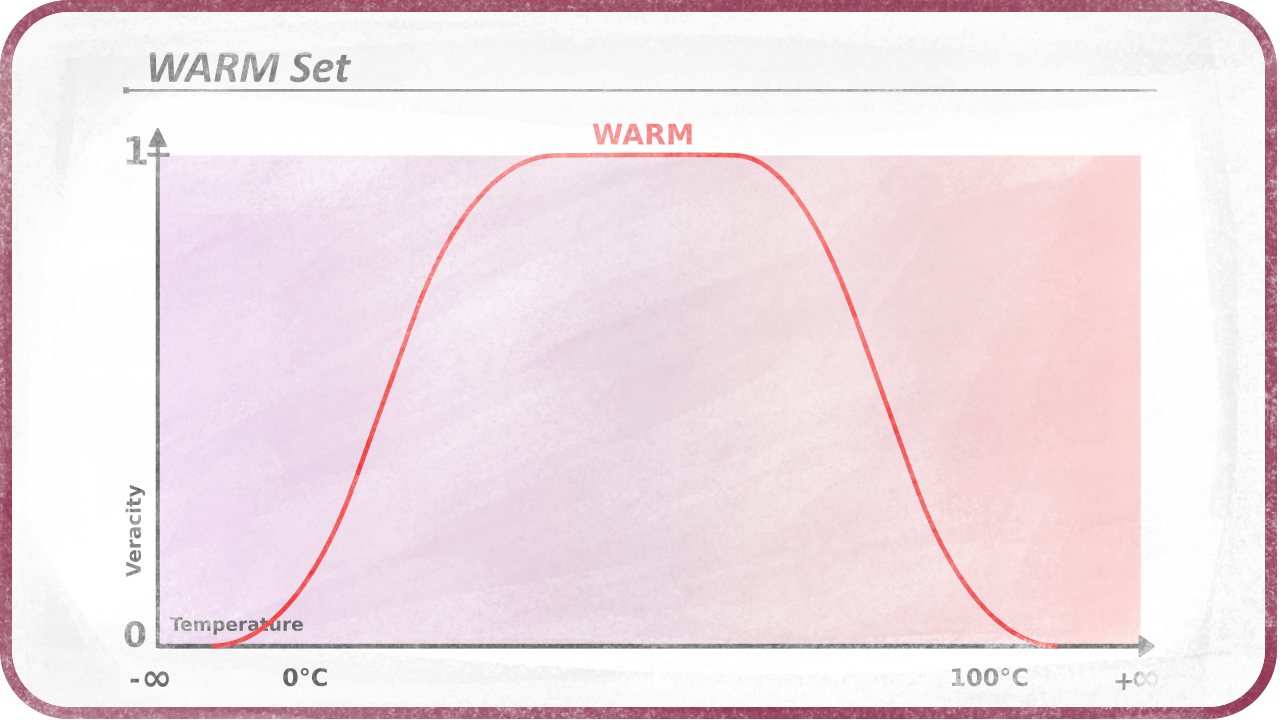 WARM Set
WARM
1
Veracity
Temperature
0
-∞
0°C
100°C
+∞